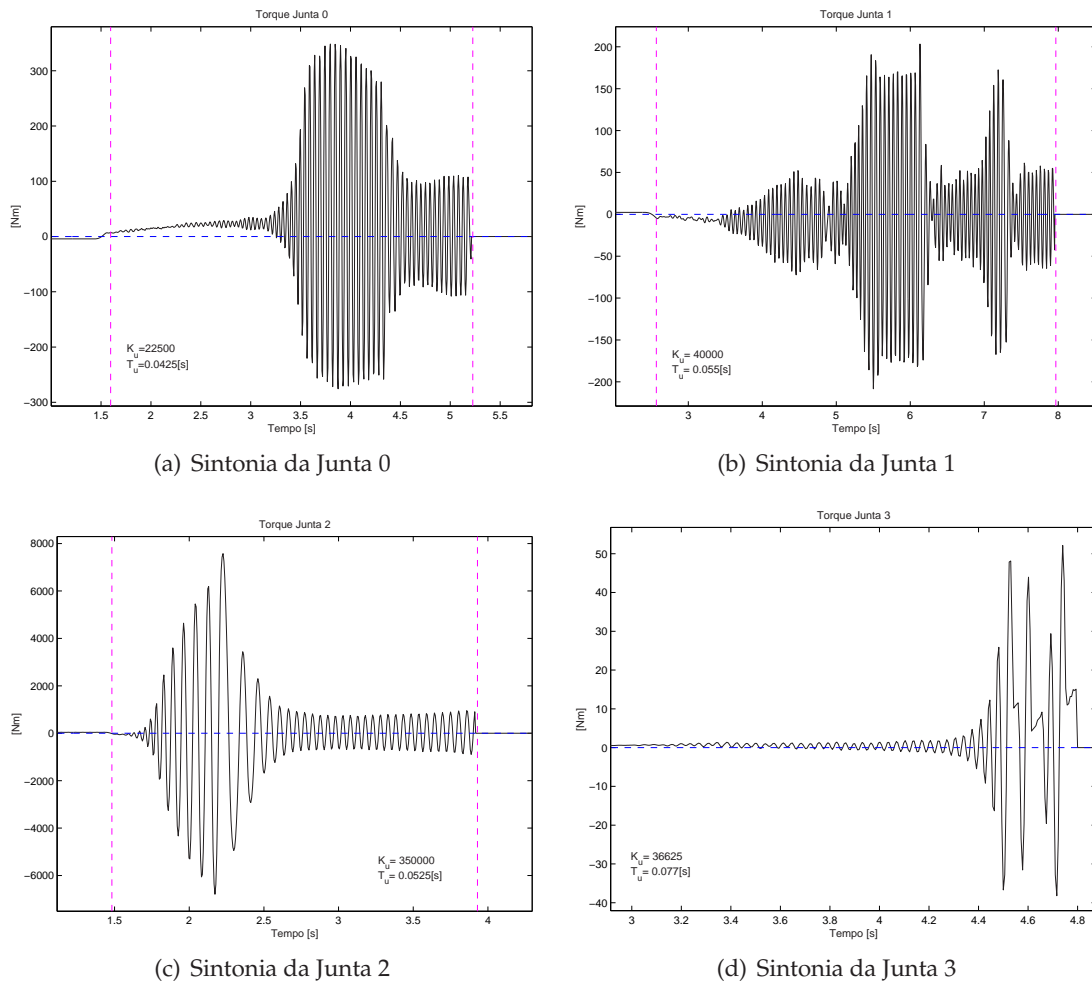 Torque Junta 0
300
200
100
0
−100
−200
−300
[Nm]
K_u=22500
T_u=0.0425[s]
1.5 2 2.5 3 3.5 4 4.5 5 5.5
Tempo [s]
(a) Sintonia da Junta 0
Torque Junta 1
200
150
100
50
0
−50
−100
−150
−200
[Nm]
K_u= 40000
T_u= 0.055[s]
3 4 5 6 7 8
Tempo [s]
(b) Sintonia da Junta 1
Torque Junta 2
8000
6000
4000
2000
0
−2000
−4000
−6000
[Nm]
K_u= 350000
T_u= 0.0525[s]
1.5 2 2.5 3 3.5 4
Tempo [s]
(c) Sintonia da Junta 2
Torque Junta 3
50
40
30
20
10
0
−10
−20
−30
−40
[Nm]
K_u= 36625
T_u= 0.077[s]
3 3.2 3.4 3.6 3.8 4 4.2 4.4 4.6 4.8
Tempo [s]
(d) Sintonia da Junta 3